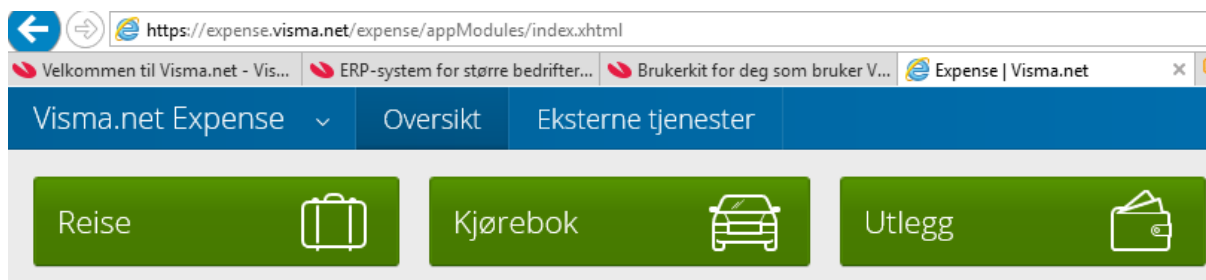 https://expense.visma.net/expense/appModules/index.xhtml
Velkommen til Visma.net - Vis... ERP-system for større bedrifter... Brukerkit for deg som bruker V... Expense | Visma.net
Visma.net Expense Oversikt Eksterne tjenester
Reise Kjørebok Utlegg